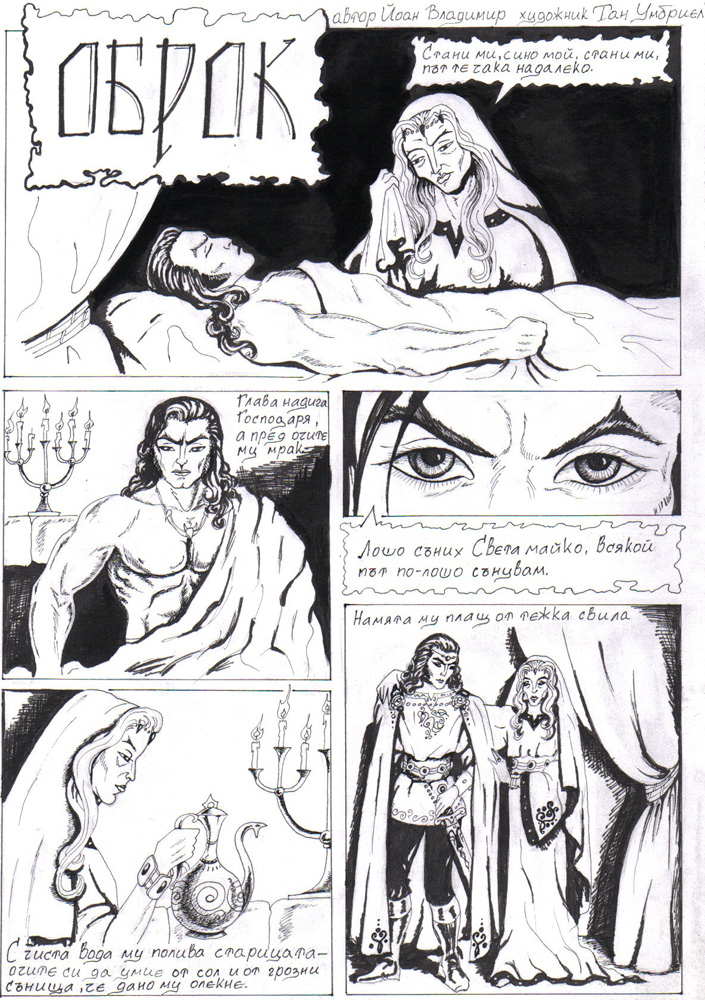 автор Йоан Владимир художник Тан Умбриел
ОБРОК
Стани ми, сино мой, стани ми,
път те чака надалеко.
Глава надига
Господаря,
а пред очите
му мрак-
Лошо съних Света майко, всякой
път по-лошо сънувам.
Намята му плащ от тежка свила
С чиста вода му полива старицата-
очите си да умие от сол и от грозни
сънища, че дано му олекне.